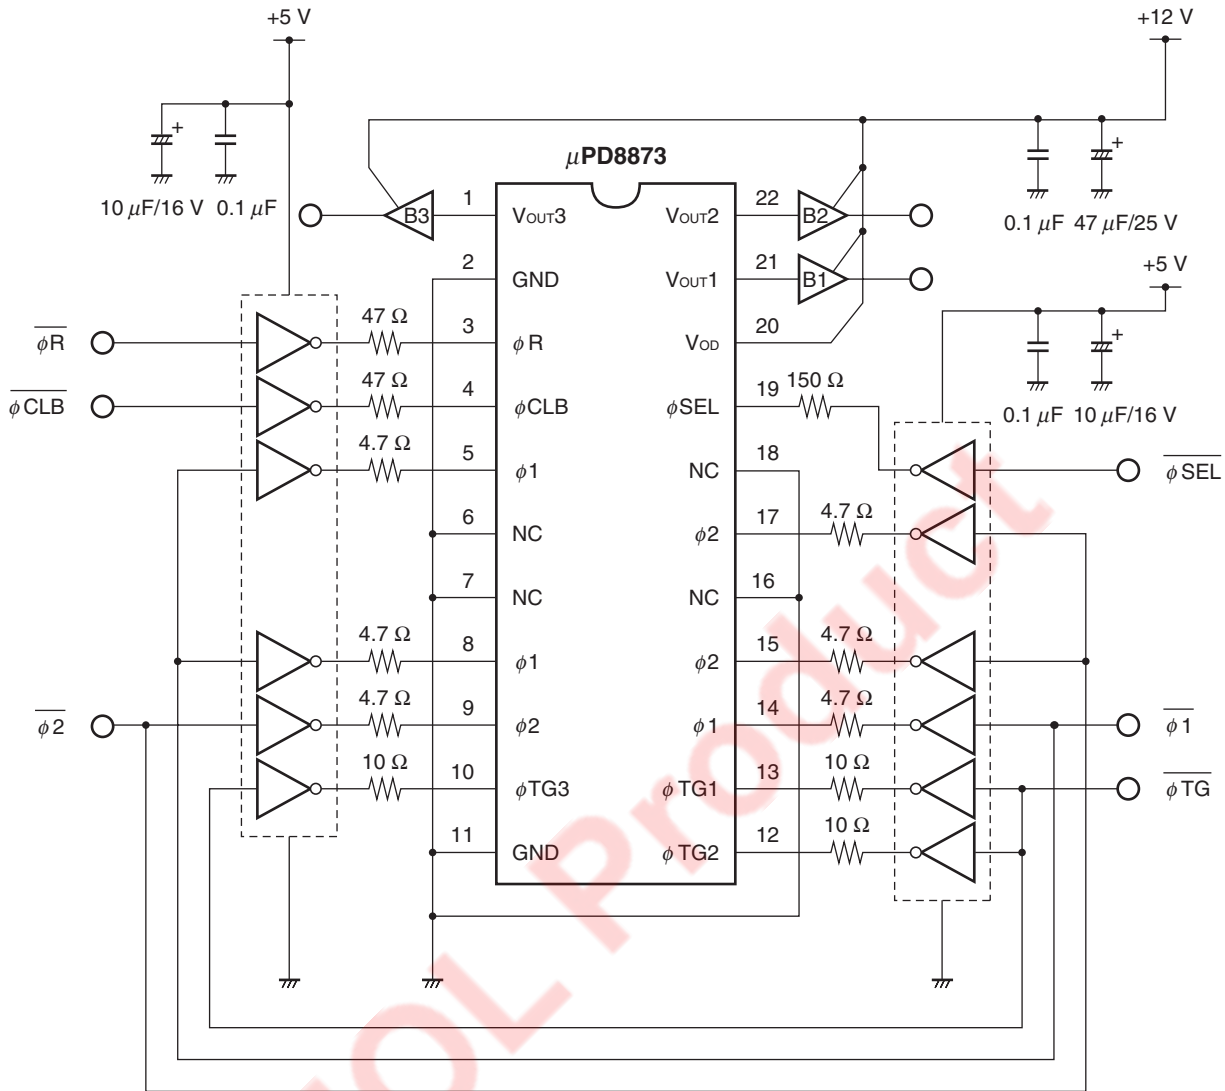 +5 V
+12 V
10 μF/16 V
0.1 μF
+
μPD8873
+
0.1 μF
47 μF/25 V
B3
1
VOUT3
VOUT2
22
B2
2
GND
VOUT1
21
B1
+5 V
φR
47 Ω
3
φR
VOD
20
+
φCLB
47 Ω
4
φCLB
φSEL
19
150 Ω
0.1 μF
10 μF/16 V
4.7 Ω
5
φ1
NC
18
φSEL
6
NC
φ2
17
4.7 Ω
7
NC
NC
16
4.7 Ω
8
φ1
φ2
15
4.7 Ω
φ2
4.7 Ω
9
φ2
φ1
14
4.7 Ω
φ1
10 Ω
10
φTG3
φTG1
13
10 Ω
φTG
11
GND
φTG2
12
10 Ω
OL Product